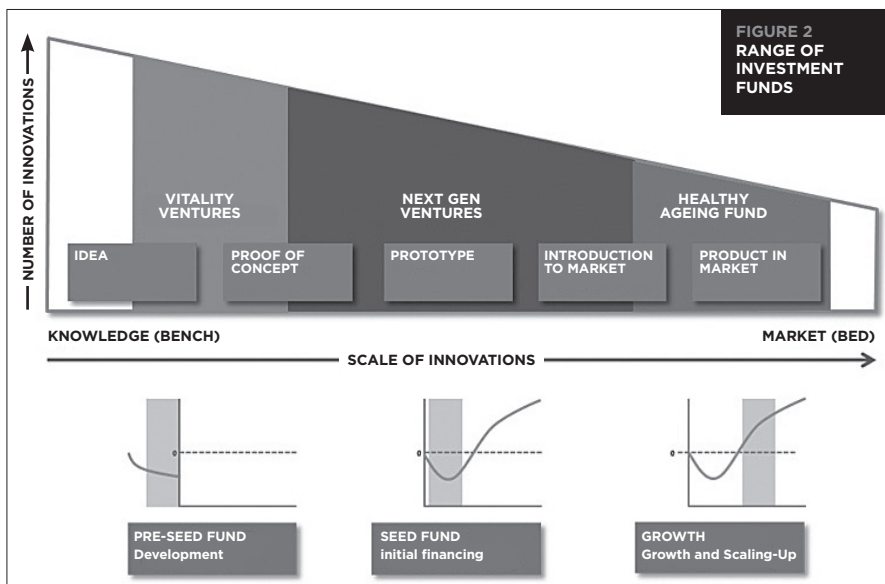 FIGURE 2
RANGE OF
INVESTMENT
FUNDS
NUMBER OF INNOVATIONS
VITALITY
VENTURES
NEXT GEN
VENTURES
HEALTHY
AGEING FUND
IDEA
PROOF OF
CONCEPT
PROTOTYPE
INTRODUCTION
TO MARKET
PRODUCT IN
MARKET
KNOWLEDGE (BENCH)
MARKET (BED)
SCALE OF INNOVATIONS
0
0
0
PRE-SEED FUND
Development
SEED FUND
initial financing
GROWTH
Growth and Scaling-Up